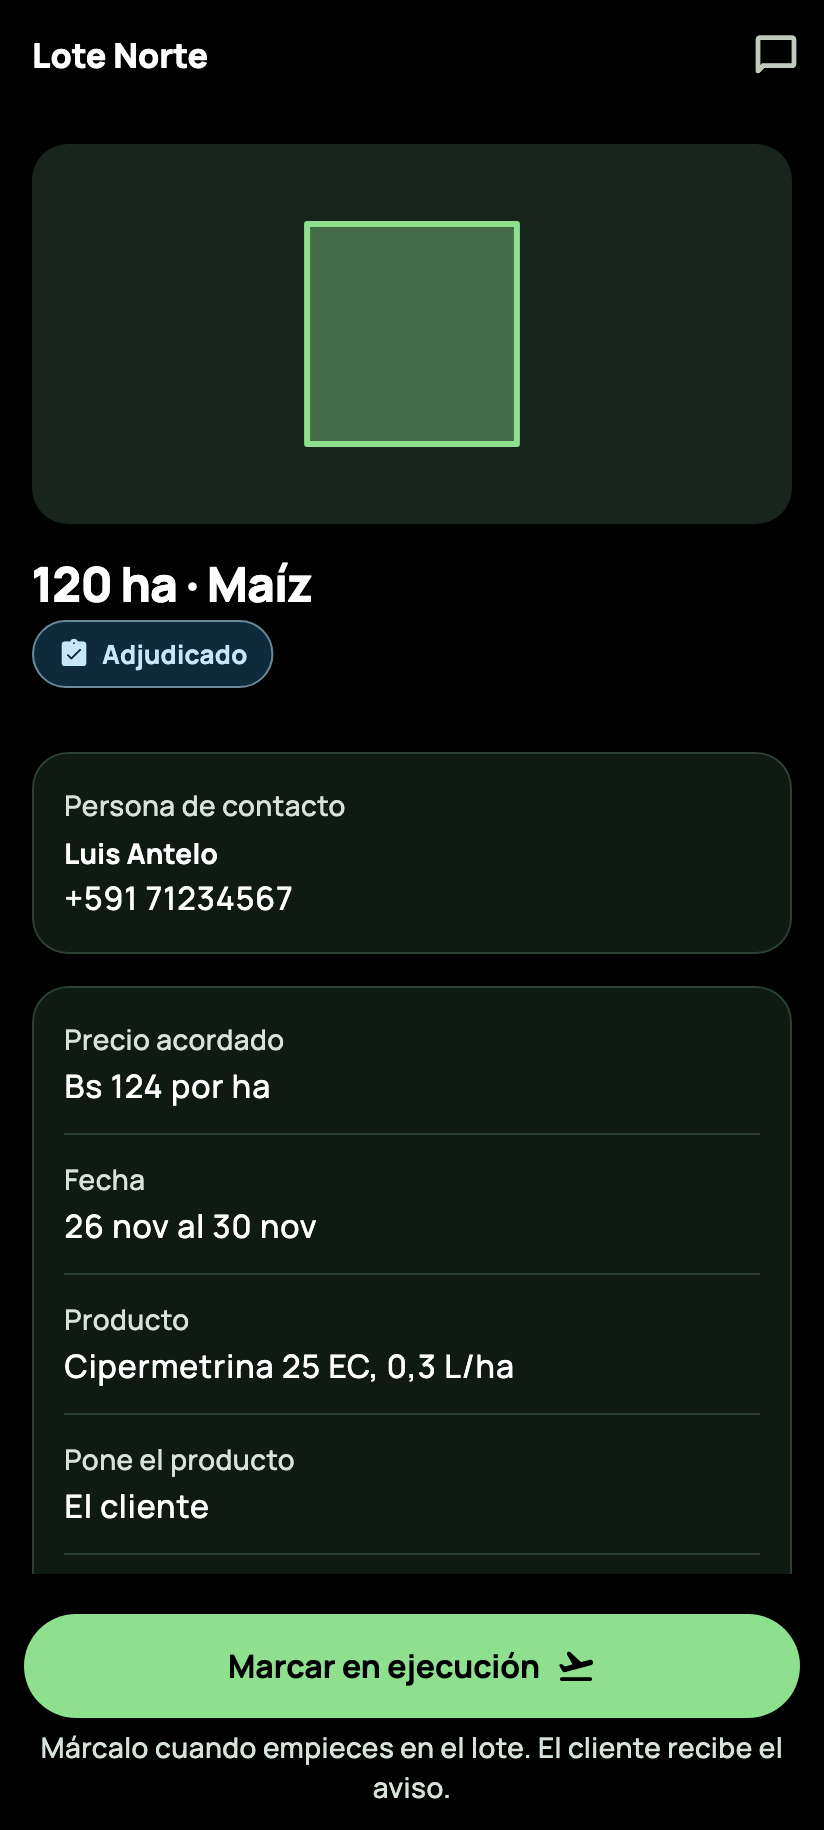 Lote Norte
120 ha · Maíz
Adjudicado
Persona de contacto
Luis Antelo
+591 71234567
Precio acordado
Bs 124 por ha
Fecha
26 nov al 30 nov
Producto
Cipermetrina 25 EC, 0,3 L/ha
Pone el producto
El cliente
Marcar en ejecución
Márcalo cuando empieces en el lote. El cliente recibe el
aviso.